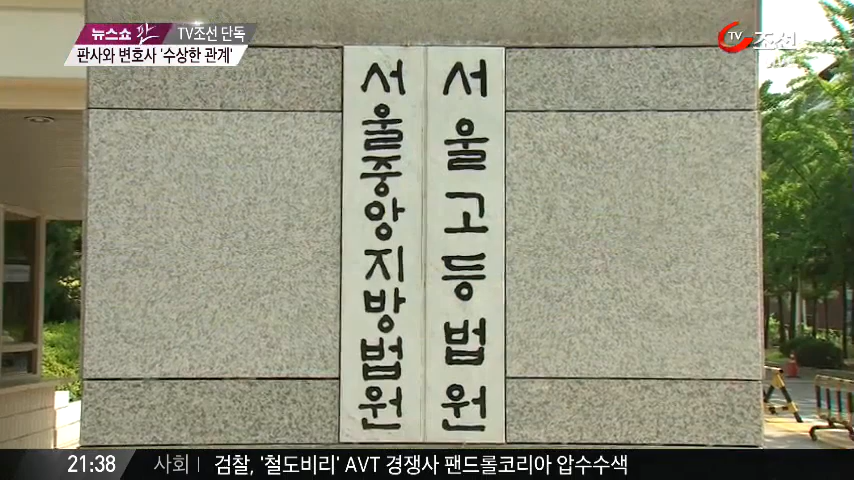 뉴스쇼 판 TV조선 단독
판사와 변호사 '수상한 관계'
TV조선
서울중앙지방법원
서울고등법원
21:38 사회 검찰, '철도비리' AVT 경쟁사 팬드롤코리아 압수수색